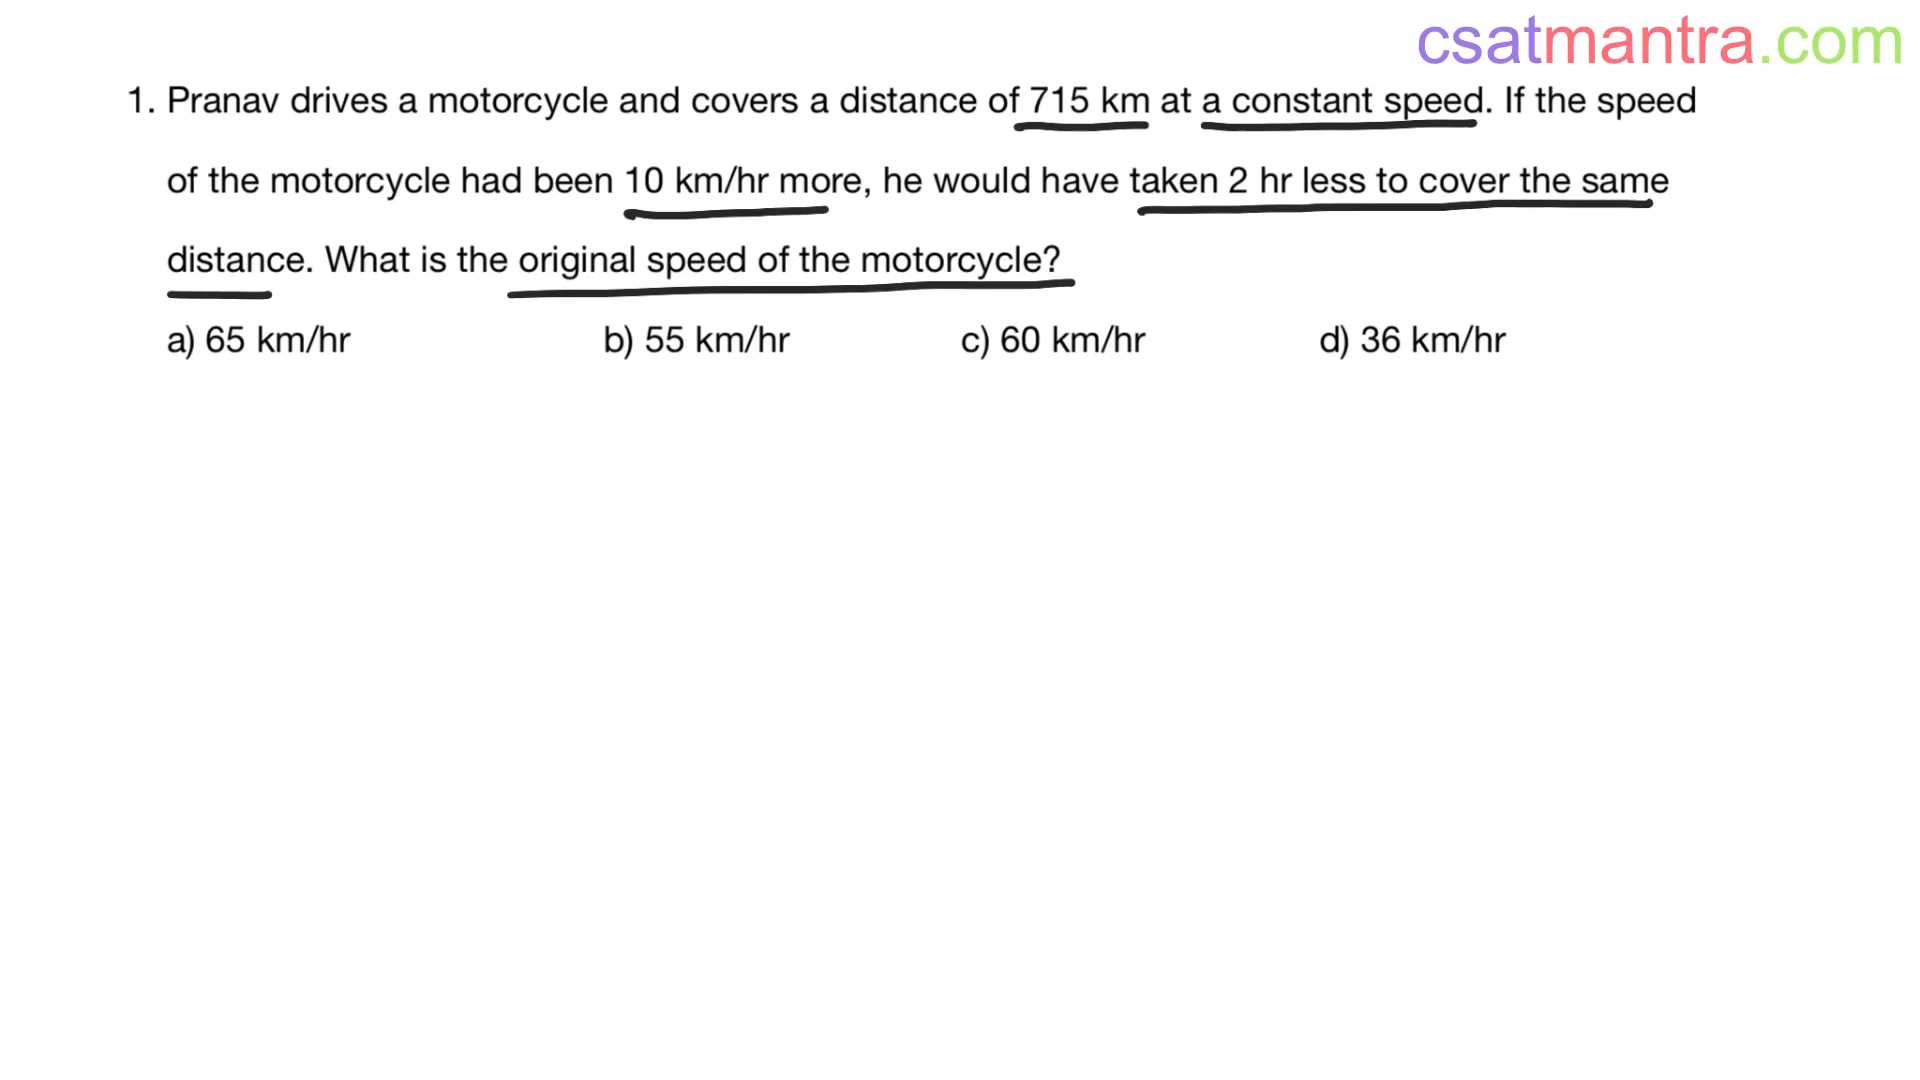 csatmantra.com
1. Pranav drives a motorcycle and covers a distance of 715 km at a constant speed. If the speed
of the motorcycle had been 10 km/hr more, he would have taken 2 hr less to cover the same
distance. What is the original speed of the motorcycle?
a) 65 km/hr b) 55 km/hr c) 60 km/hr d) 36 km/hr